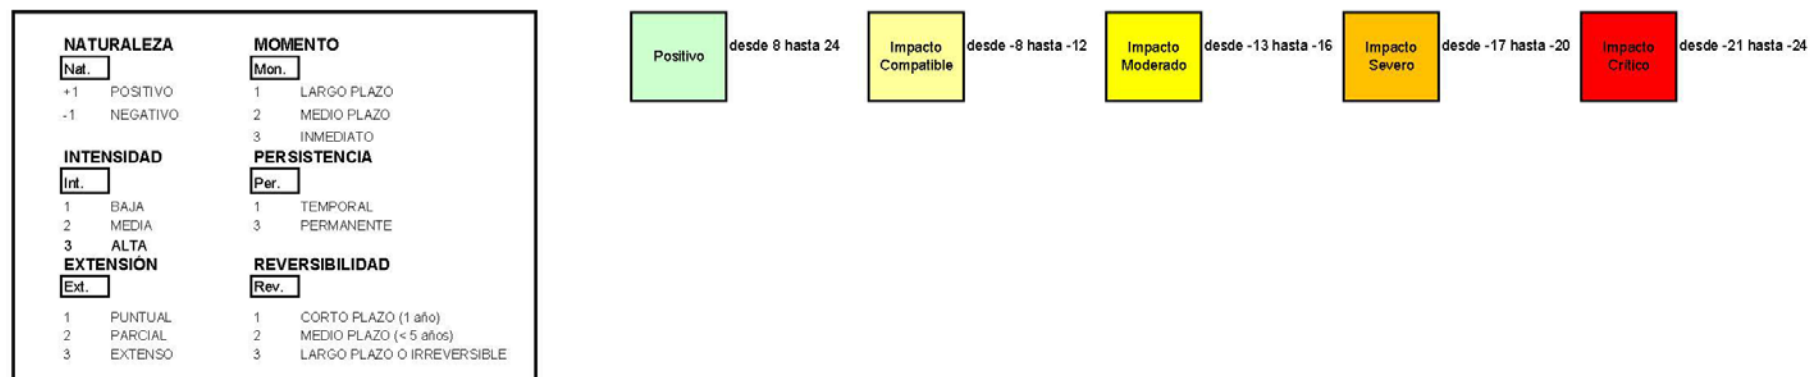 NATURALEZA MOMENTO
Nat. Mon.
+1 POSITIVO 1 LARGO PLAZO
-1 NEGATIVO 2 MEDIO PLAZO
3 INMEDIATO
INTENSIDAD PERSISTENCIA
Int. Per.
1 BAJA 1 TEMPORAL
2 MEDIA 3 PERMANENTE
3 ALTA
EXTENSIÓN REVERSIBILIDAD
Ext. Rev.
1 PUNTUAL 1 CORTO PLAZO (1 año)
2 PARCIAL 2 MEDIO PLAZO (< 5 años)
3 EXTENSO 3 LARGO PLAZO O IRREVERSIBLE
Positivo
desde 8 hasta 24
Impacto
Compatible
desde -8 hasta -12
Impacto
Moderado
desde -13 hasta -16
Impacto
Severo
desde -17 hasta -20
Impacto
Crítico
desde -21 hasta -24